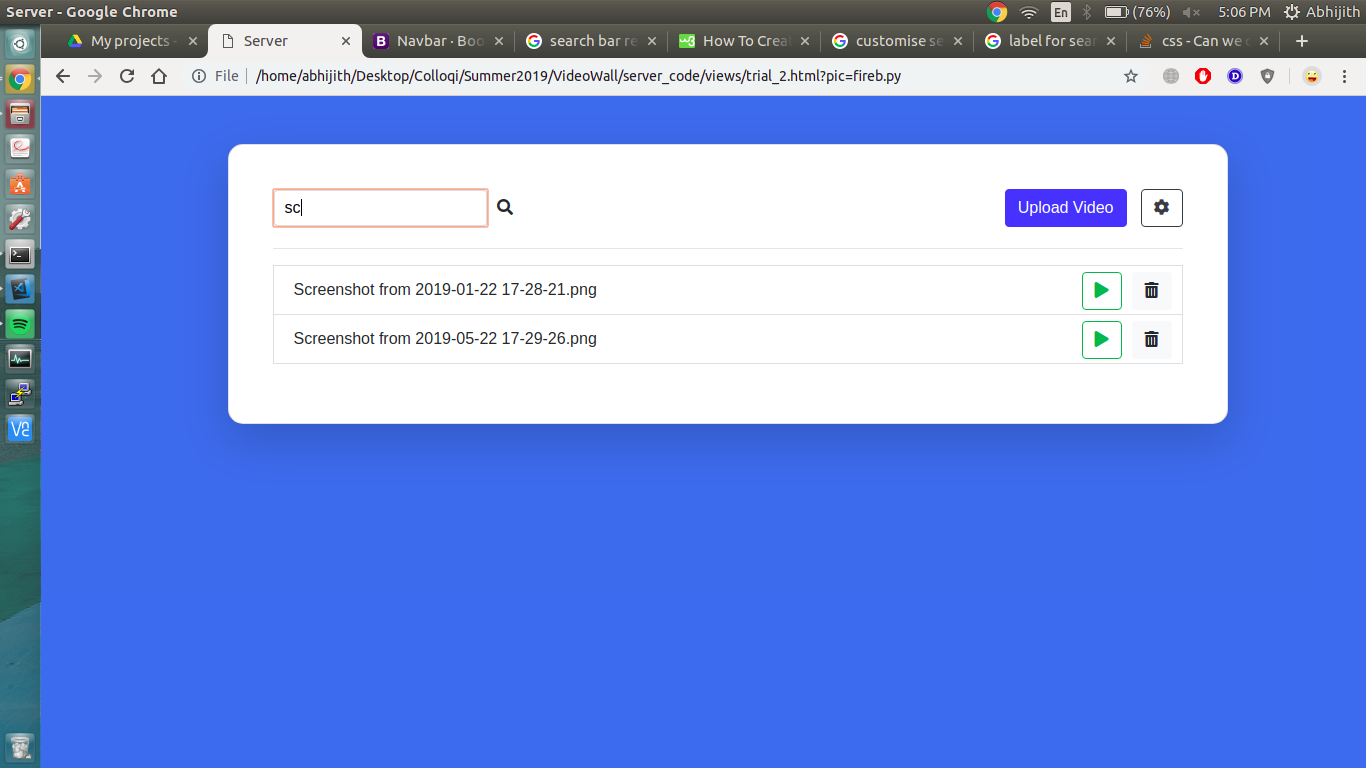 Server - Google Chrome
En
(76%)
5:06 PM
Abhijith
My projects -
Server
Navbar · Boo
search bar re
How To Creat
customise se
label for sear
css - Can we
File
/home/abhijith/Desktop/Colloqi/Summer2019/VideoWall/server_code/views/trial_2.html?pic=fireb.py
sc
Upload Video
Screenshot from 2019-01-22 17-28-21.png
Screenshot from 2019-05-22 17-29-26.png